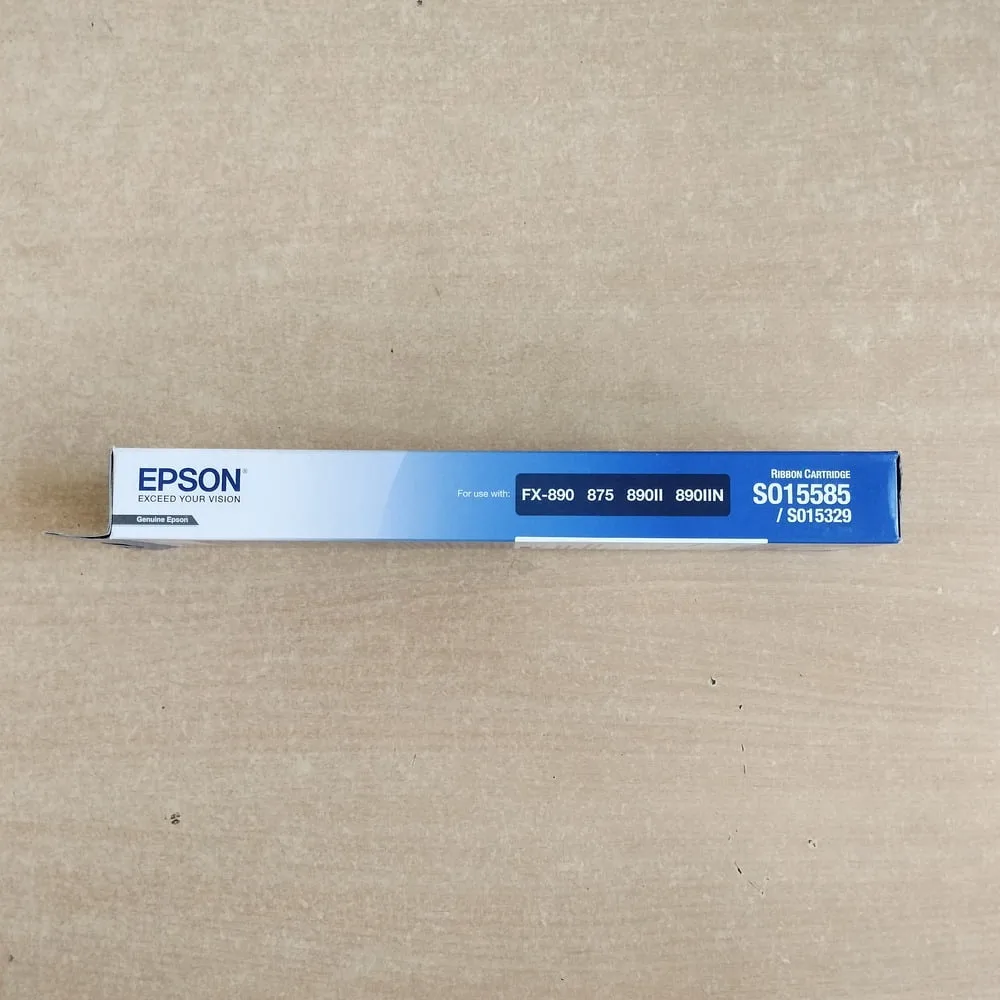 EPSON®
EXCEED YOUR VISION
Genuine Epson
For use with:
FX-890 875 890II 890IIN
RIBBON CARTRIDGE
S015585
/ S015329